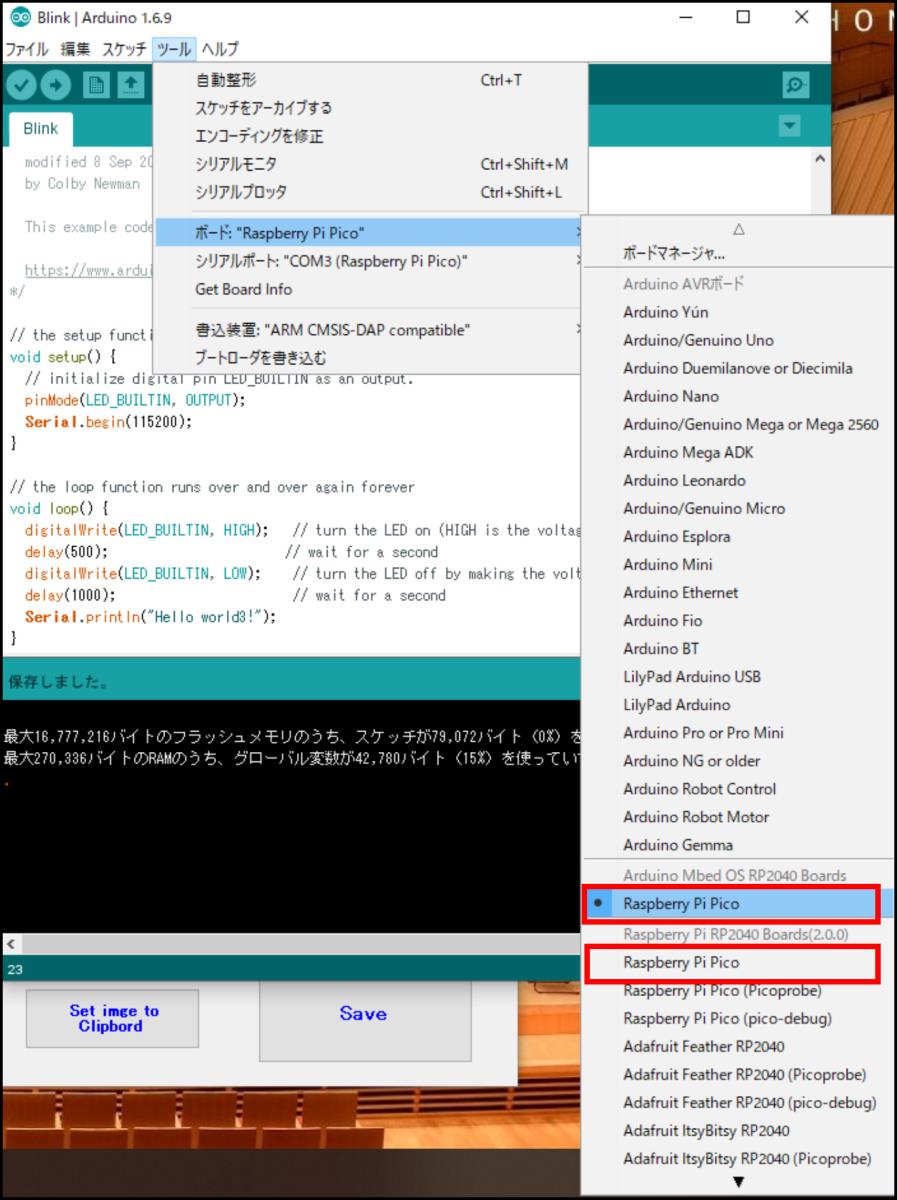 Blink | Arduino 1.6.9
ファイル 編集 スケッチ ツール ヘルプ
Blink
自動整形 Ctrl+T
スケッチをアーカイブする
エンコーディングを修正
シリアルモニタ Ctrl+Shift+M
シリアルプロッタ Ctrl+Shift+L
ボード: "Raspberry Pi Pico"
シリアルポート: "COM3 (Raspberry Pi Pico)"
Get Board Info
書込装置: "ARM CMSIS-DAP compatible"
ブートローダを書き込む
modified 8 Sep 20
by Colby Newman
This example code
https://www.ardui
*/
// the setup functi
void setup() {
// initialize digital pin LED_BUILTIN as an output.
pinMode(LED_BUILTIN, OUTPUT);
Serial.begin(115200);
}
// the loop function runs over and over again forever
void loop() {
digitalWrite(LED_BUILTIN, HIGH); // turn the LED on (HIGH is the voltag
delay(500); // wait for a second
digitalWrite(LED_BUILTIN, LOW); // turn the LED off by making the volt
delay(1000); // wait for a second
Serial.println("Hello world3!");
}
保存しました。
最大16,777,216バイトのフラッシュメモリのうち、スケッチが79,072バイト（0%）を
最大270,336バイトのRAMのうち、グローバル変数が42,780バイト（15%）を使ってい
23
Set imge to
Clipbord
Save
HO
ボードマネージャ...
Arduino AVRボード
Arduino Yún
Arduino/Genuino Uno
Arduino Duemilanove or Diecimila
Arduino Nano
Arduino/Genuino Mega or Mega 2560
Arduino Mega ADK
Arduino Leonardo
Arduino/Genuino Micro
Arduino Esplora
Arduino Mini
Arduino Ethernet
Arduino Fio
Arduino BT
LilyPad Arduino USB
LilyPad Arduino
Arduino Pro or Pro Mini
Arduino NG or older
Arduino Robot Control
Arduino Robot Motor
Arduino Gemma
Arduino Mbed OS RP2040 Boards
Raspberry Pi Pico
Raspberry Pi RP2040 Boards(2.0.0)
Raspberry Pi Pico
Raspberry Pi Pico (Picoprobe)
Raspberry Pi Pico (pico-debug)
Adafruit Feather RP2040
Adafruit Feather RP2040 (Picoprobe)
Adafruit Feather RP2040 (pico-debug)
Adafruit ItsyBitsy RP2040
Adafruit ItsyBitsy RP2040 (Picoprobe)